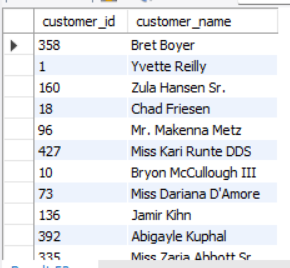 customer_id customer_name
358 Bret Boyer
1 Yvette Reilly
160 Zula Hansen Sr.
18 Chad Friesen
96 Mr. Makenna Metz
427 Miss Kari Runte DDS
10 Bryon McCullough III
73 Miss Dariana D'Amore
136 Jamir Kihn
392 Abigayle Kuphal
335 Miss Zaria Abbott Sr.